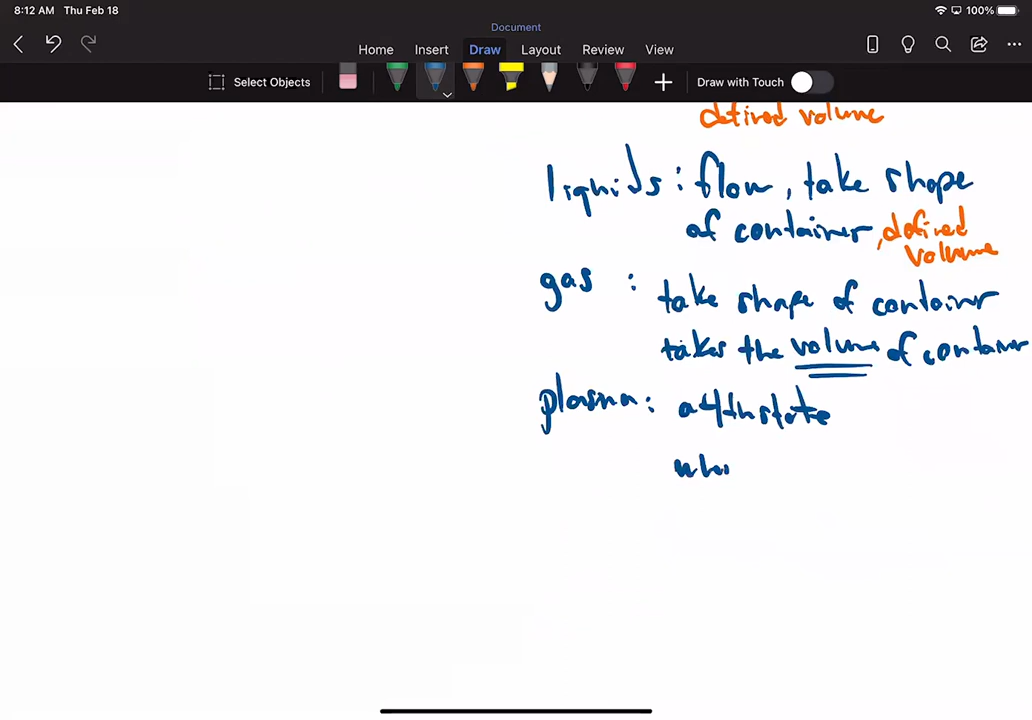 8:12 AM Thu Feb 18 100%
Document
Home Insert Draw Layout Review View
Select Objects Draw with Touch
defined volume
liquids : flow, take shape
of container, defined
volume
gas : take shape of container
takes the volume of container
plasma : a 4th state